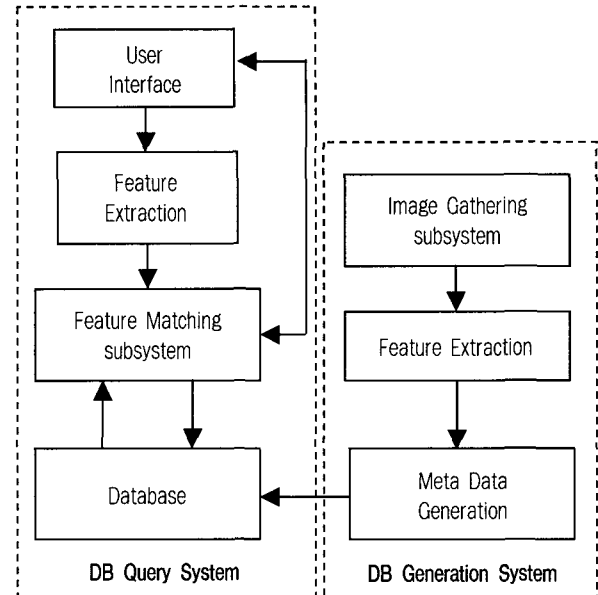 User
Interface
Feature
Extraction
Feature Matching
subsystem
Database
DB Query System
Image Gathering
subsystem
Feature Extraction
Meta Data
Generation
DB Generation System